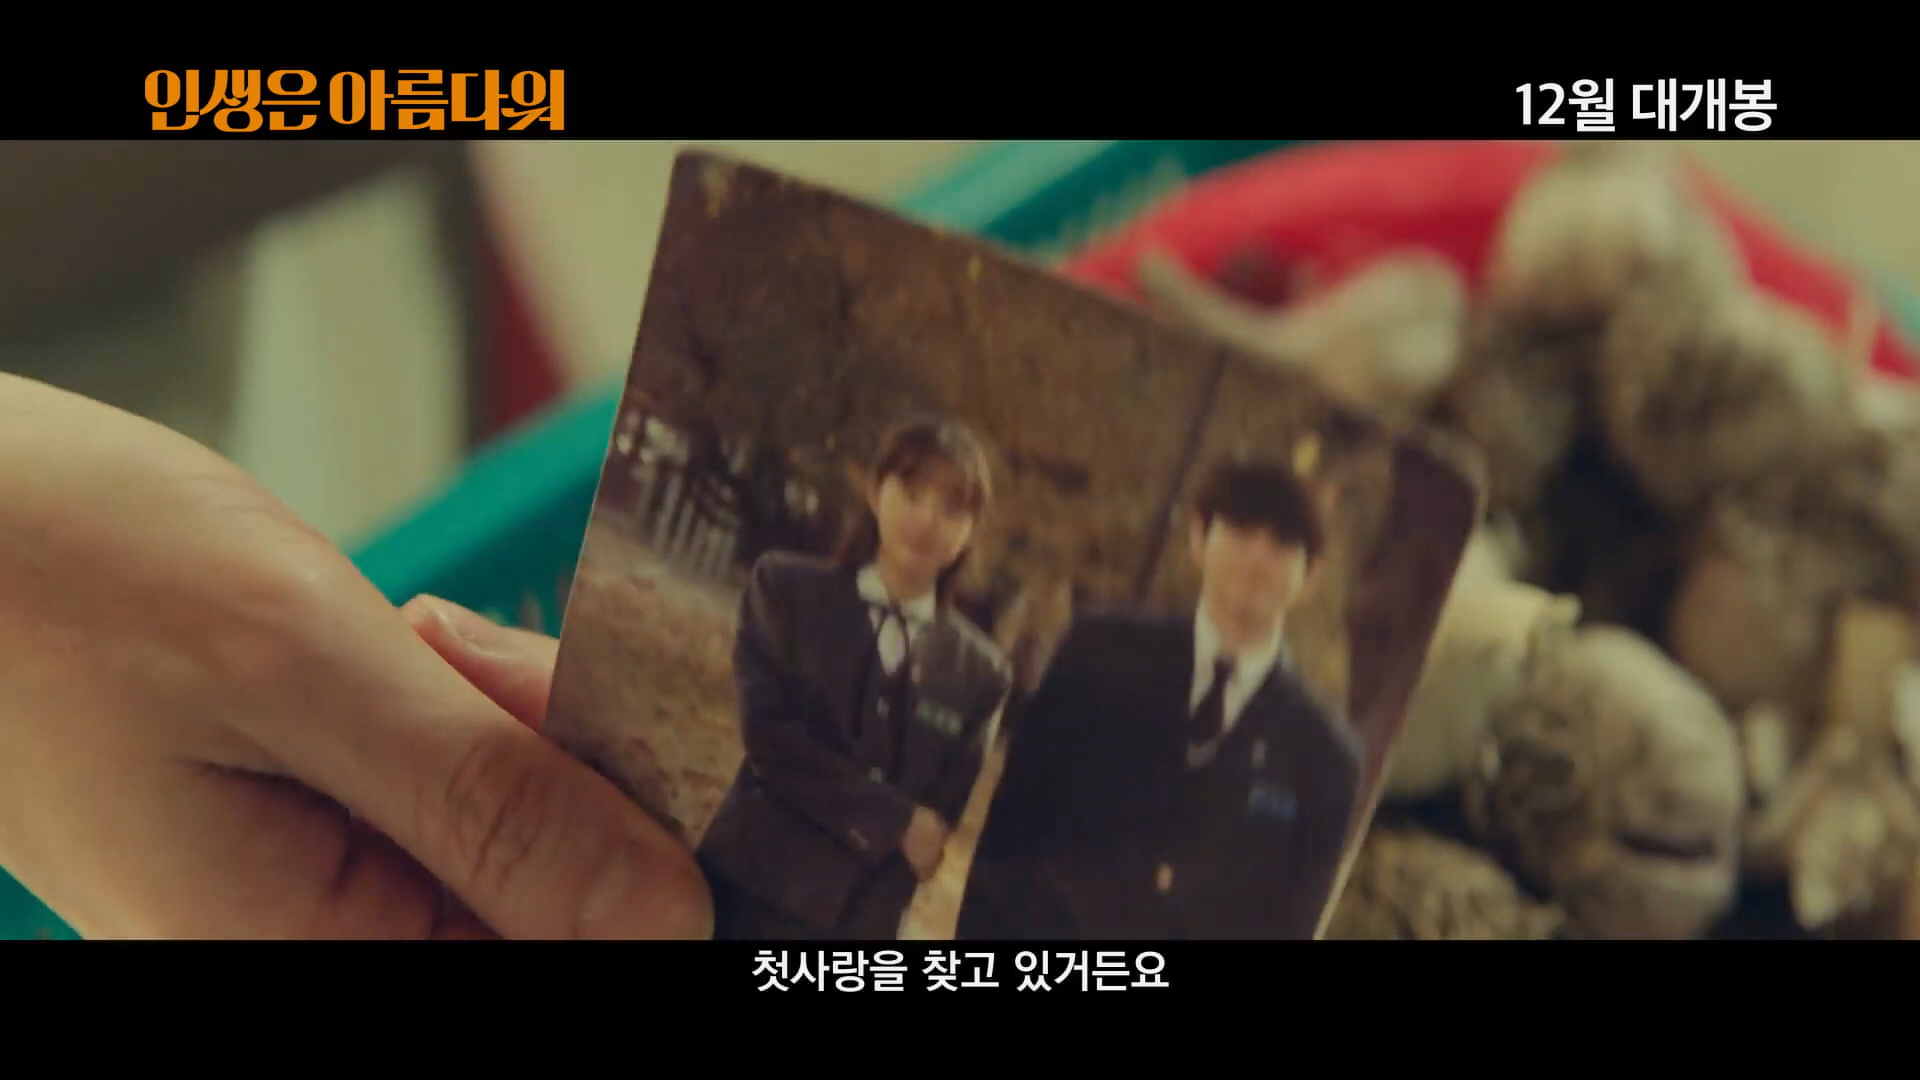 인생은 아름다워
12월 대개봉
첫사랑을 찾고 있거든요